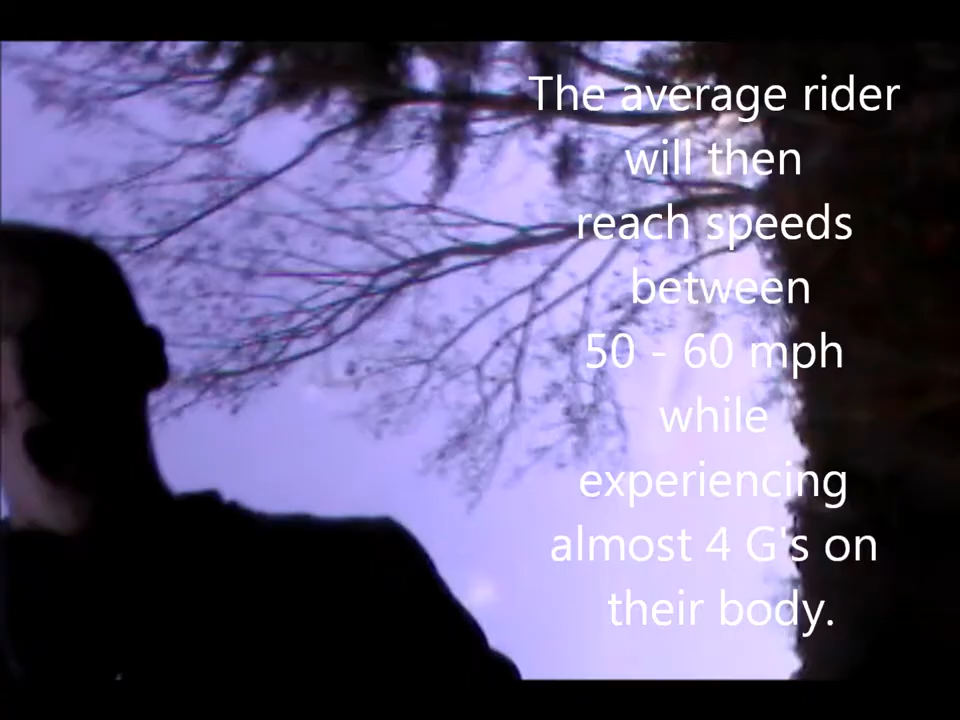 The average rider
will then
reach speeds
between
50 - 60 mph
while
experiencing
almost 4 G's on
their body.